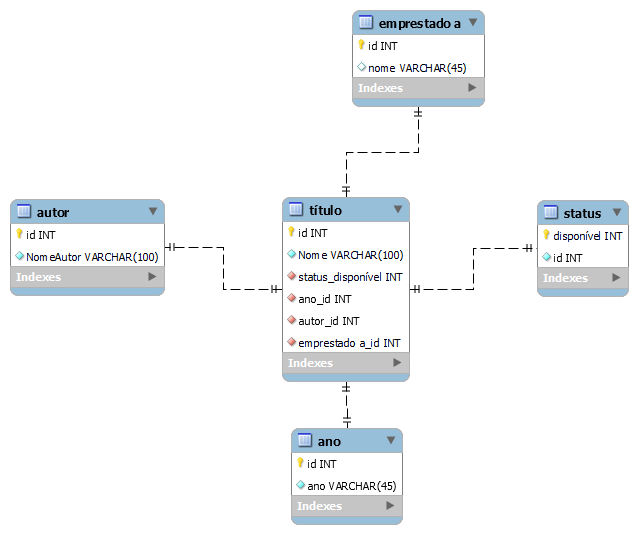 emprestado a
id INT
nome VARCHAR(45)
Indexes
autor
id INT
NomeAutor VARCHAR(100)
Indexes
título
id INT
Nome VARCHAR(100)
status_disponível INT
ano_id INT
autor_id INT
emprestado a_id INT
Indexes
status
disponível INT
id INT
Indexes
ano
id INT
ano VARCHAR(45)
Indexes